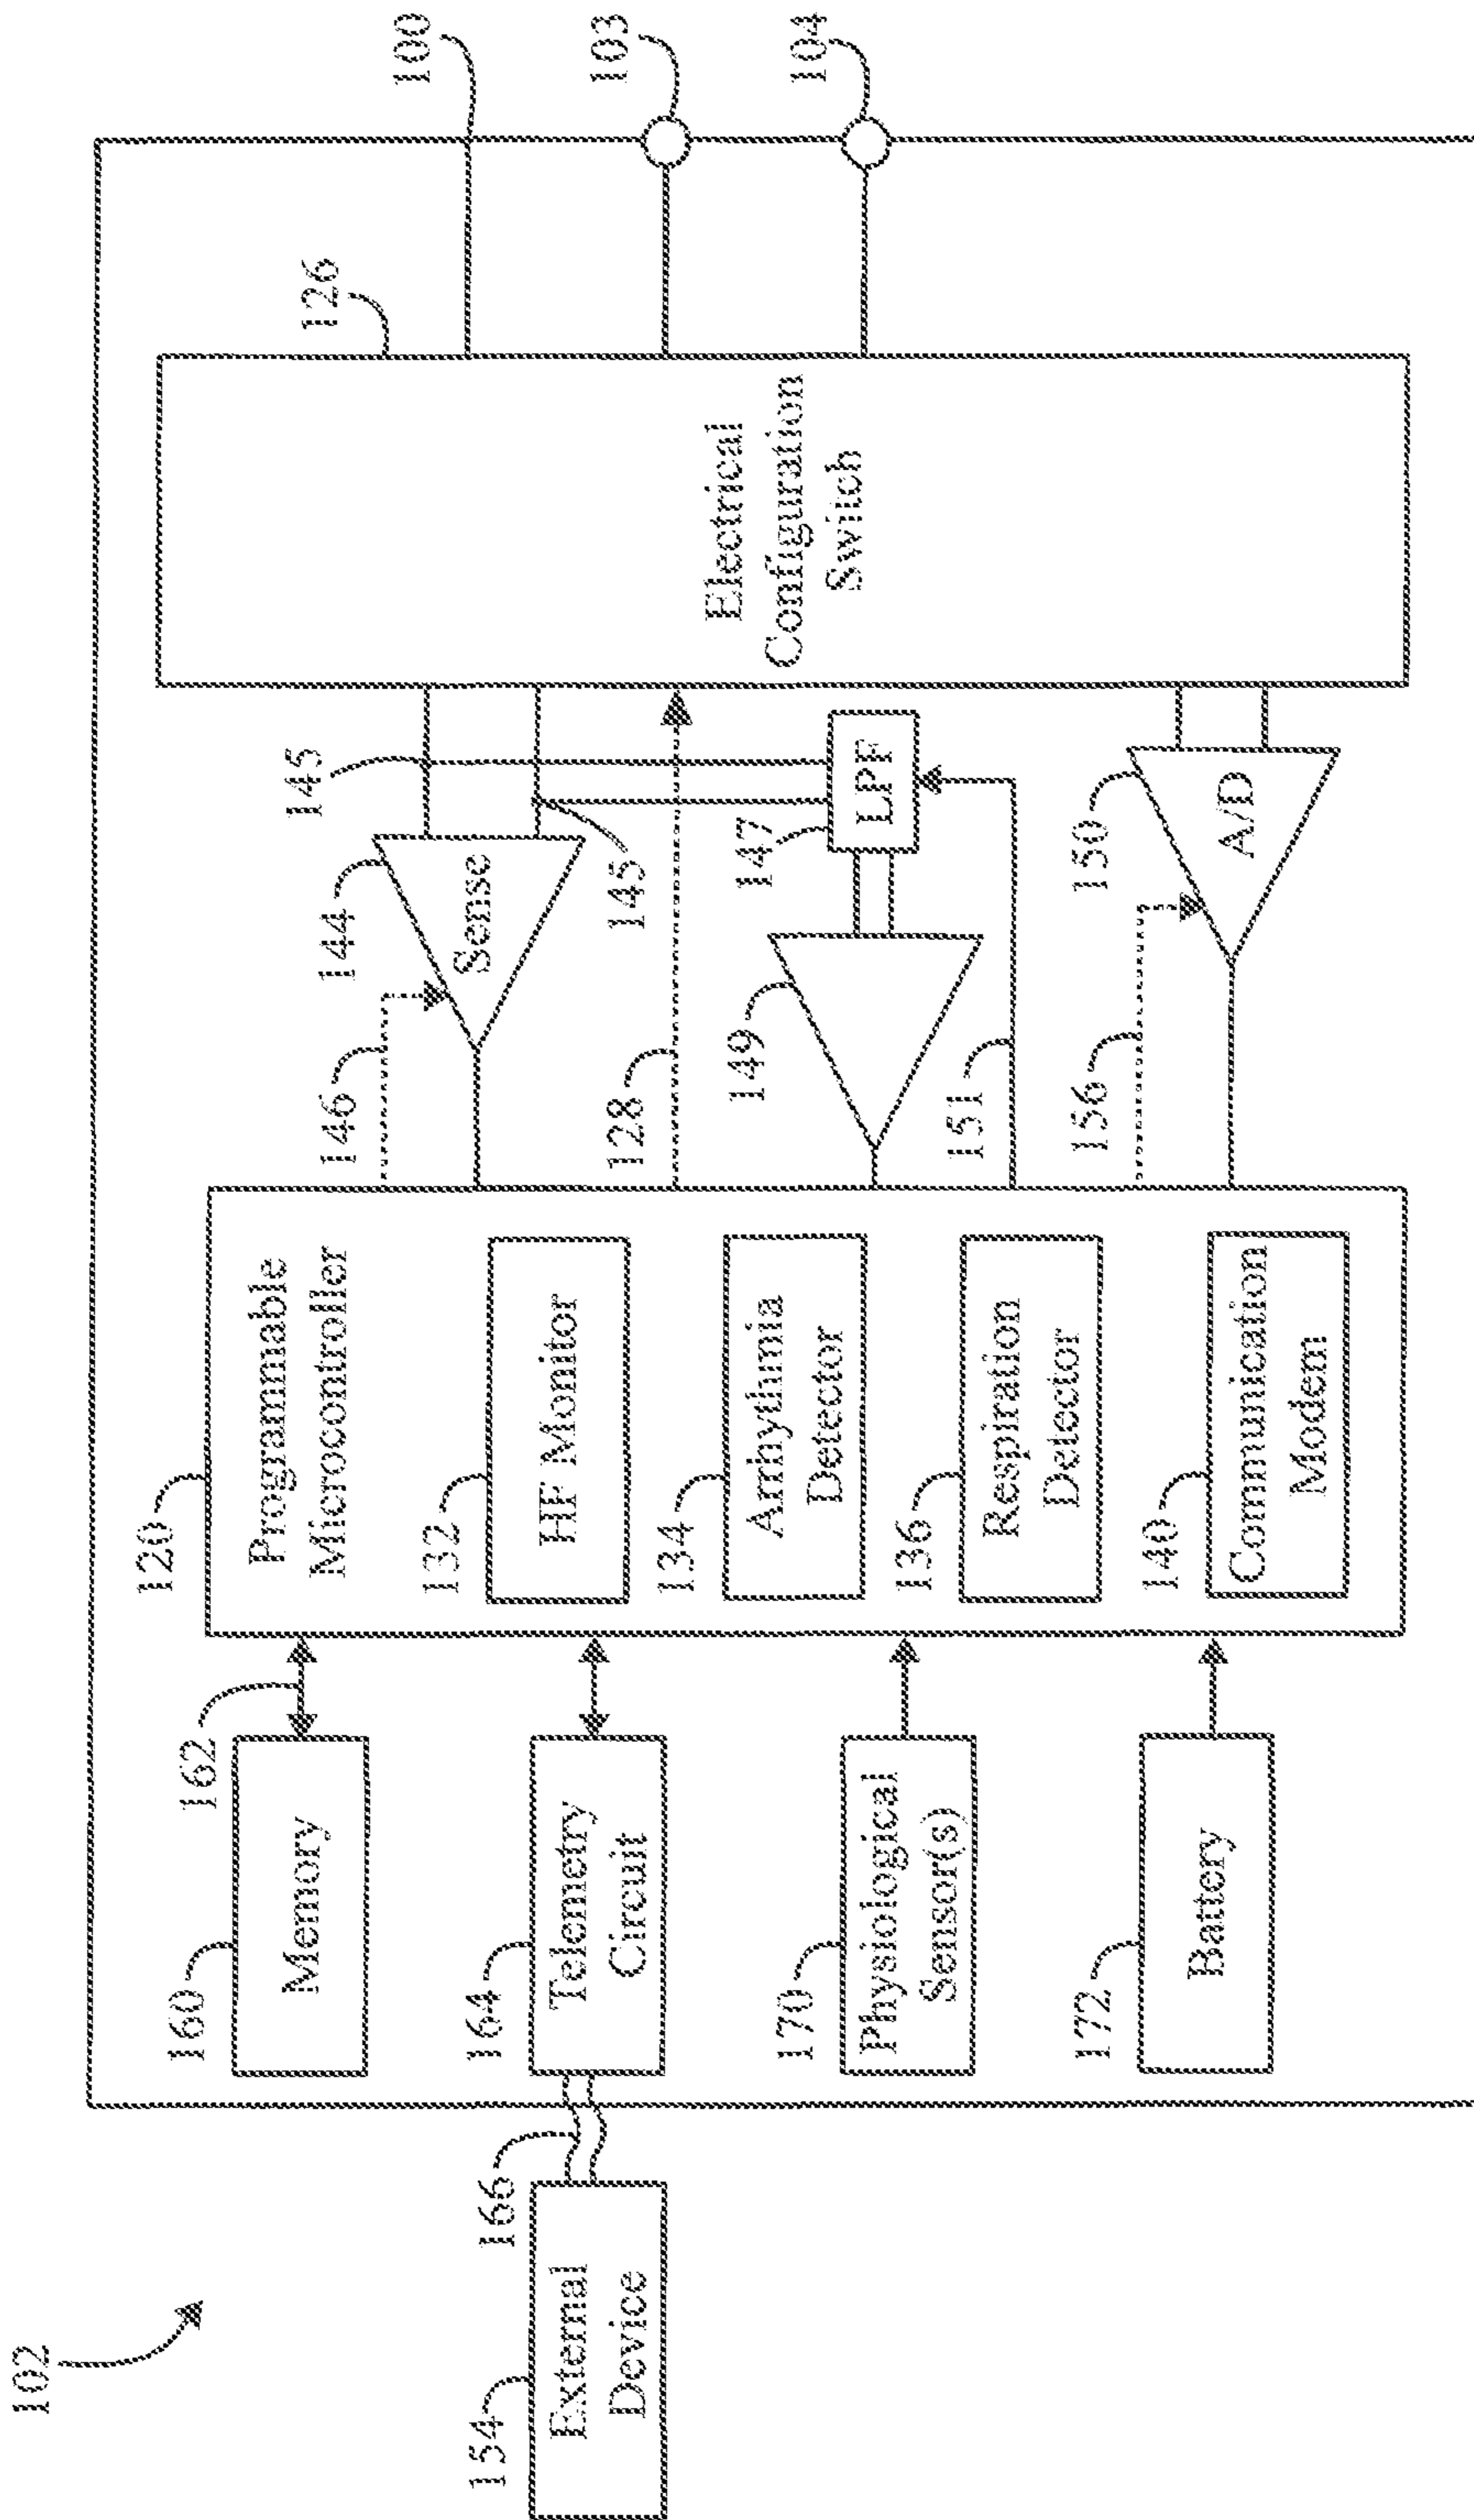 102
154
External
Device
166
160
Memory
162
164
Telemetry
Circuit
170
Physiological
Sensor(s)
172
Battery
120
Programmable
Microcontroller
132
HF Monitor
134
Arrhythmia
Detector
136
Respiration
Detector
140
Communication
Modem
146
144
Sense
145
145
128
147
LPF
149
151
156
150
A/D
126
Electrical
Configuration
Switch
100
103
104